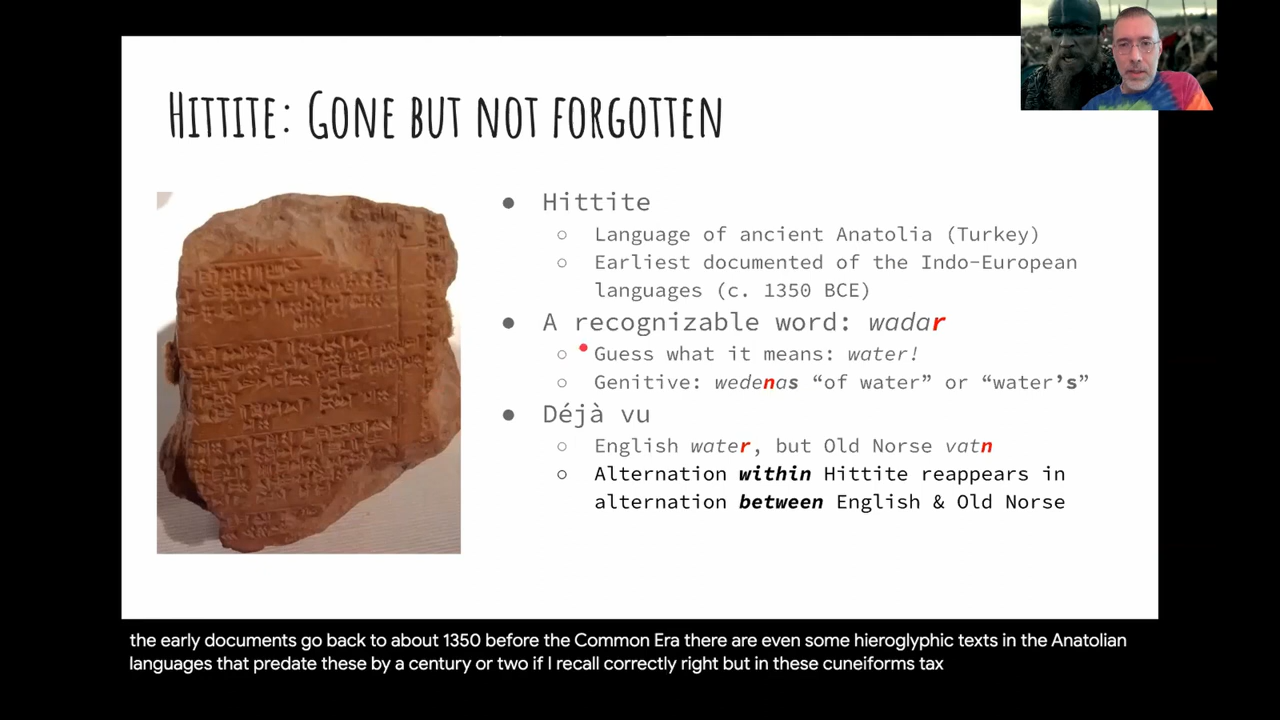 Hittite: Gone but not forgotten
● Hittite
○ Language of ancient Anatolia (Turkey)
○ Earliest documented of the Indo-European
languages (c. 1350 BCE)
● A recognizable word: wadar
○ Guess what it means: water!
○ Genitive: wedenas “of water” or “water’s”
● Déjà vu
○ English water, but Old Norse vatn
○ Alternation within Hittite reappears in
alternation between English & Old Norse
the early documents go back to about 1350 before the Common Era there are even some hieroglyphic texts in the Anatolian
languages that predate these by a century or two if I recall correctly right but in these cuneiforms tax